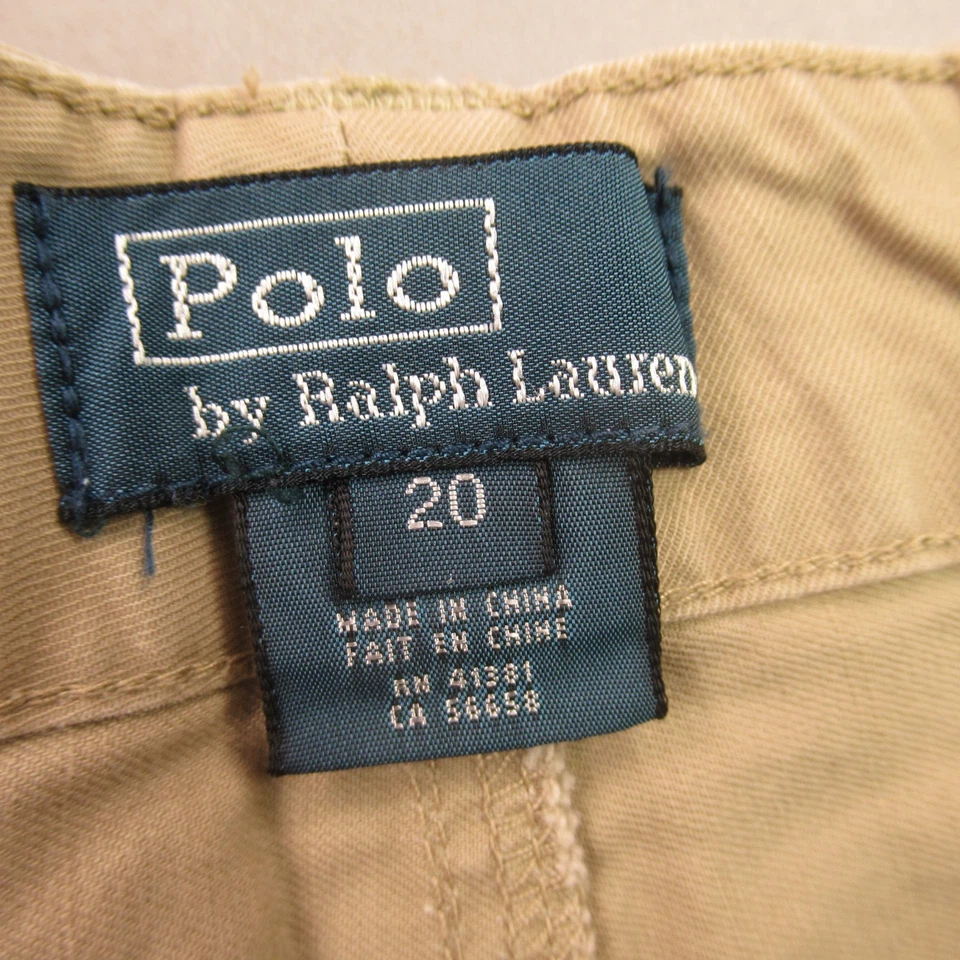 Polo
by Ralph Lauren
20
MADE IN CHINA
FAIT EN CHINE
RN 41381
CA 56658